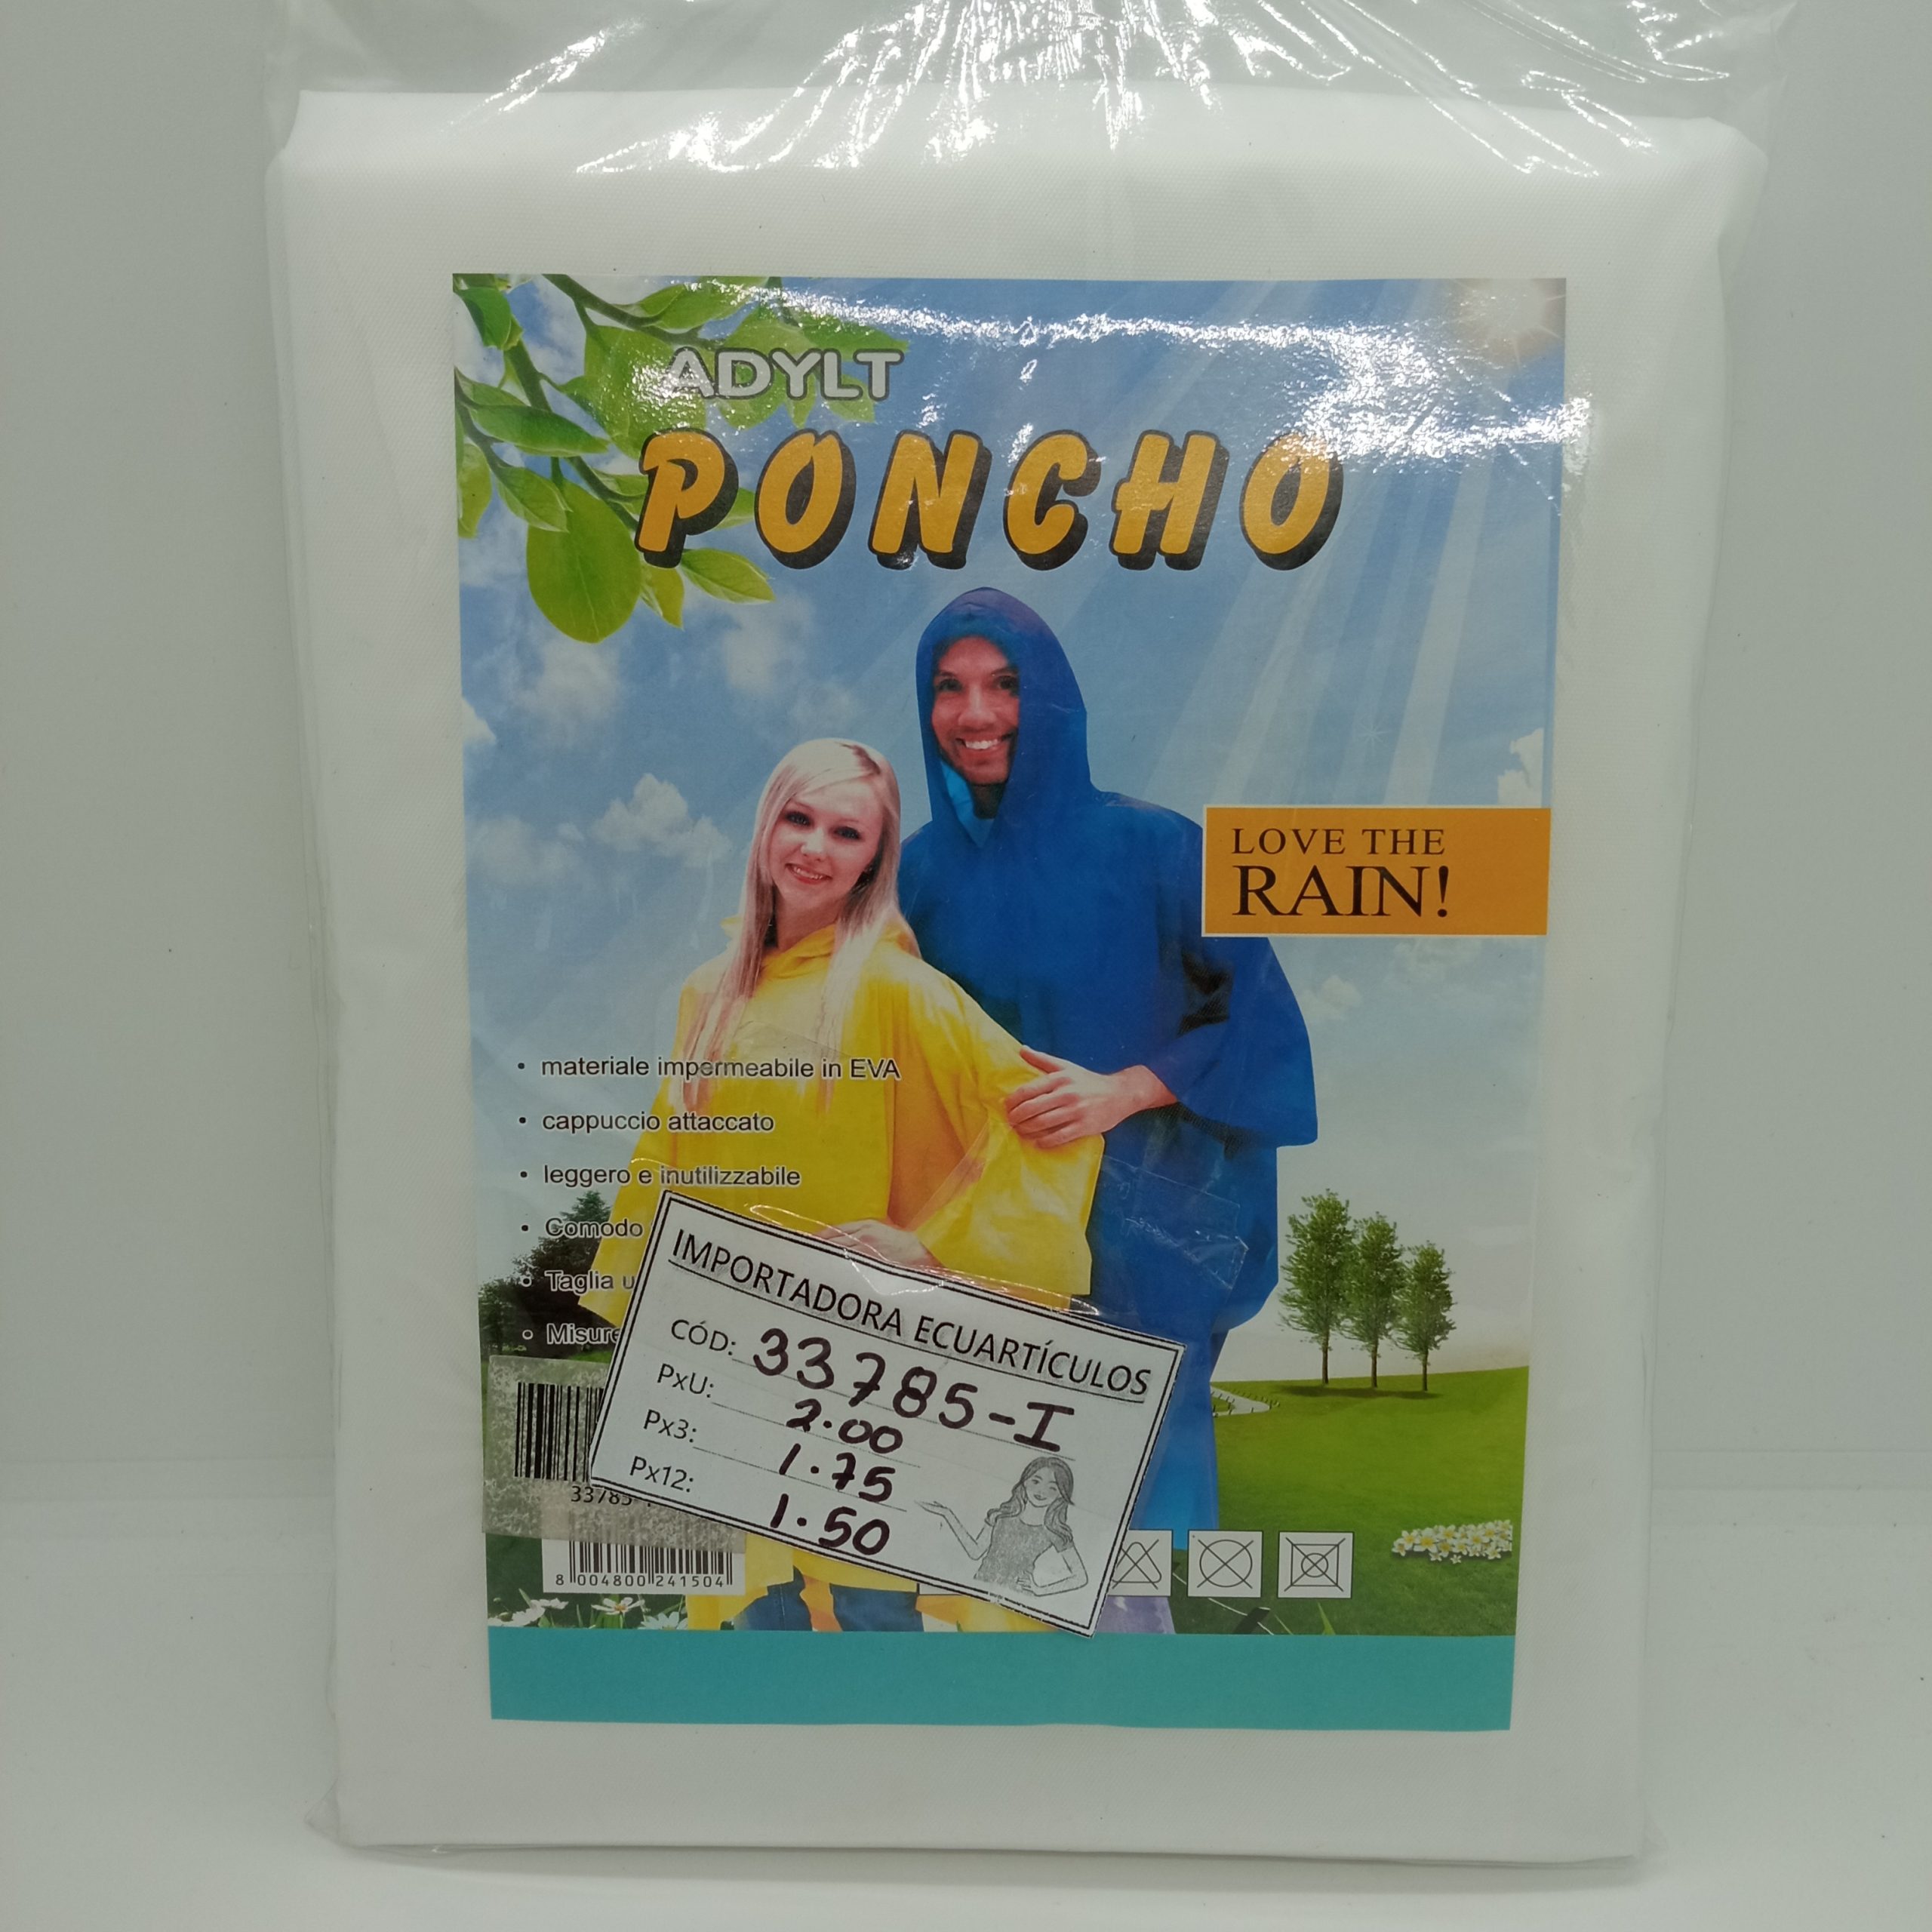 ADYLT
PONCHO
LOVE THE
RAIN!
• materiale impermeabile in EVA
• cappuccio attaccato
• leggero e inutilizzabile
• Comodo
• Taglia
•
IMPORTADORA ECUARTÍCULOS
CÓD: 33785-I
PxU: 2.00
Px3: 1.75
Px12: 1.50
33785
8 004800 241504